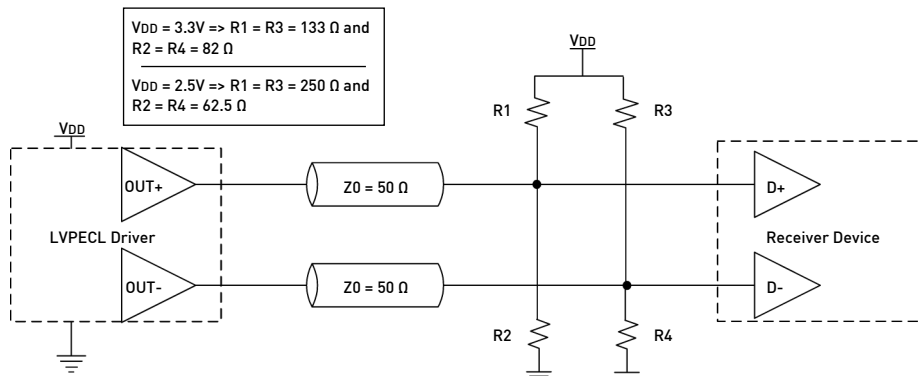 VDD = 3.3V => R1 = R3 = 133 Ω and
R2 = R4 = 82 Ω
VDD = 2.5V => R1 = R3 = 250 Ω and
R2 = R4 = 62.5 Ω
VDD
R1
R3
VDD
OUT+
Z0 = 50 Ω
D+
LVPECL Driver
Receiver Device
OUT-
Z0 = 50 Ω
D-
R2
R4